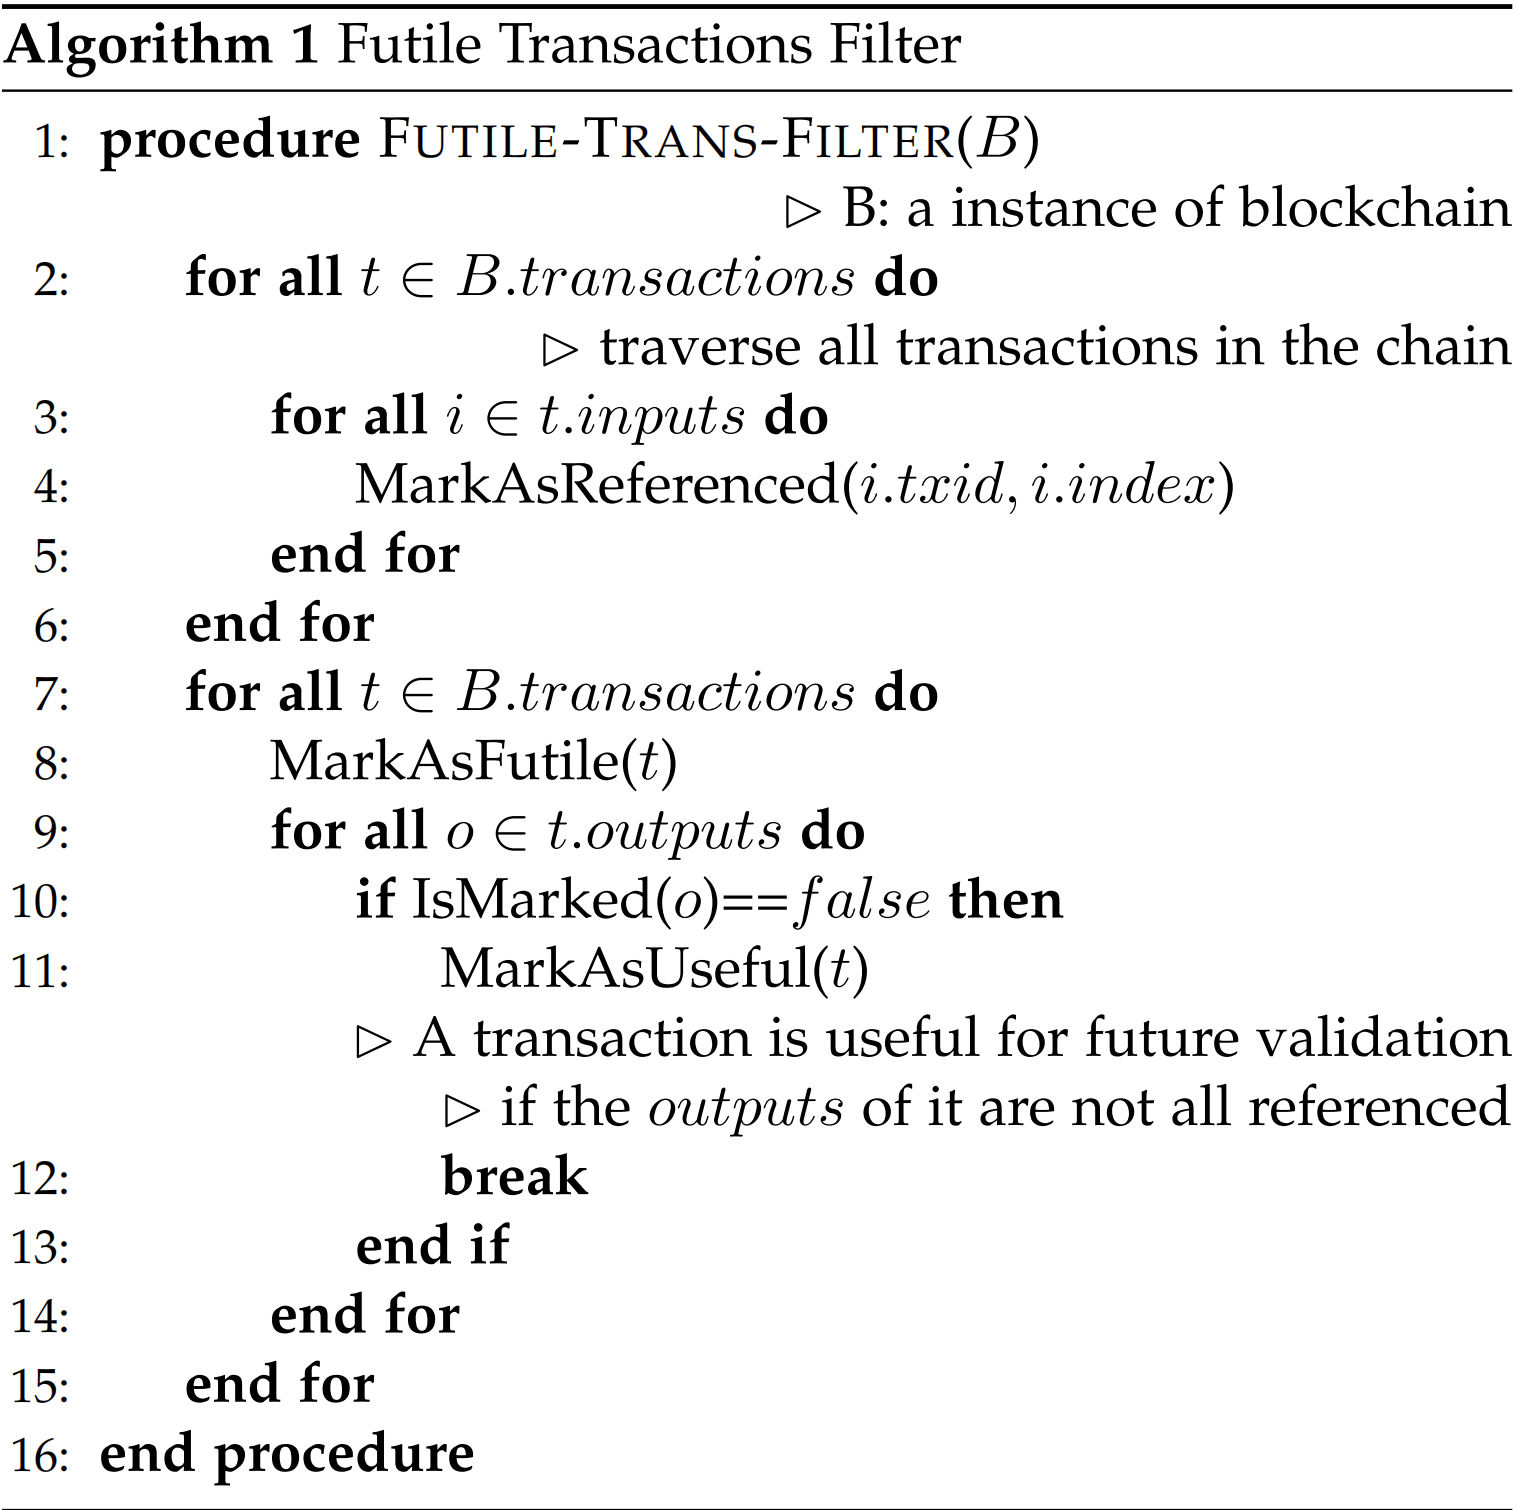 Algorithm 1 Futile Transactions Filter
1: procedure FUTILE-TRANS-FILTER(B)
▷ B: a instance of blockchain
2: for all t ∈ B.transactions do
▷ traverse all transactions in the chain
3: for all i ∈ t.inputs do
4: MarkAsReferenced(i.txid, i.index)
5: end for
6: end for
7: for all t ∈ B.transactions do
8: MarkAsFutile(t)
9: for all o ∈ t.outputs do
10: if IsMarked(o)==false then
11: MarkAsUseful(t)
▷ A transaction is useful for future validation
▷ if the outputs of it are not all referenced
12: break
13: end if
14: end for
15: end for
16: end procedure